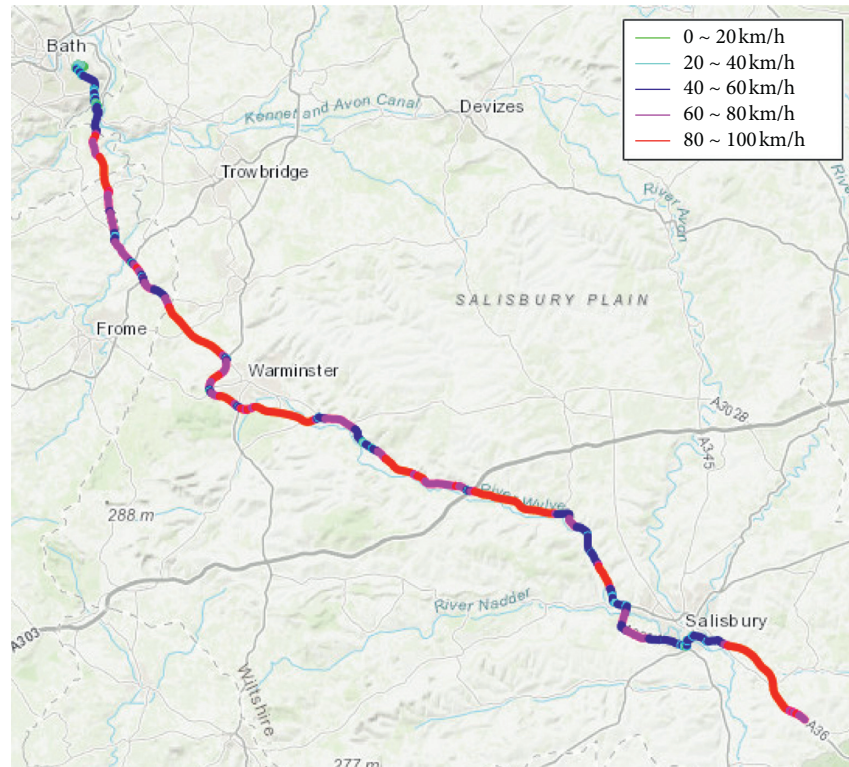 0 ~ 20 km/h
20 ~ 40 km/h
40 ~ 60 km/h
60 ~ 80 km/h
80 ~ 100 km/h
Bath
Kennet and Avon Canal
Devizes
Trowbridge
River Avon
SALISBURY PLAIN
Frome
Warminster
A3028
A345
River Wylye
288 m
River Nadder
Salisbury
A303
Wiltshire
A36
277 m